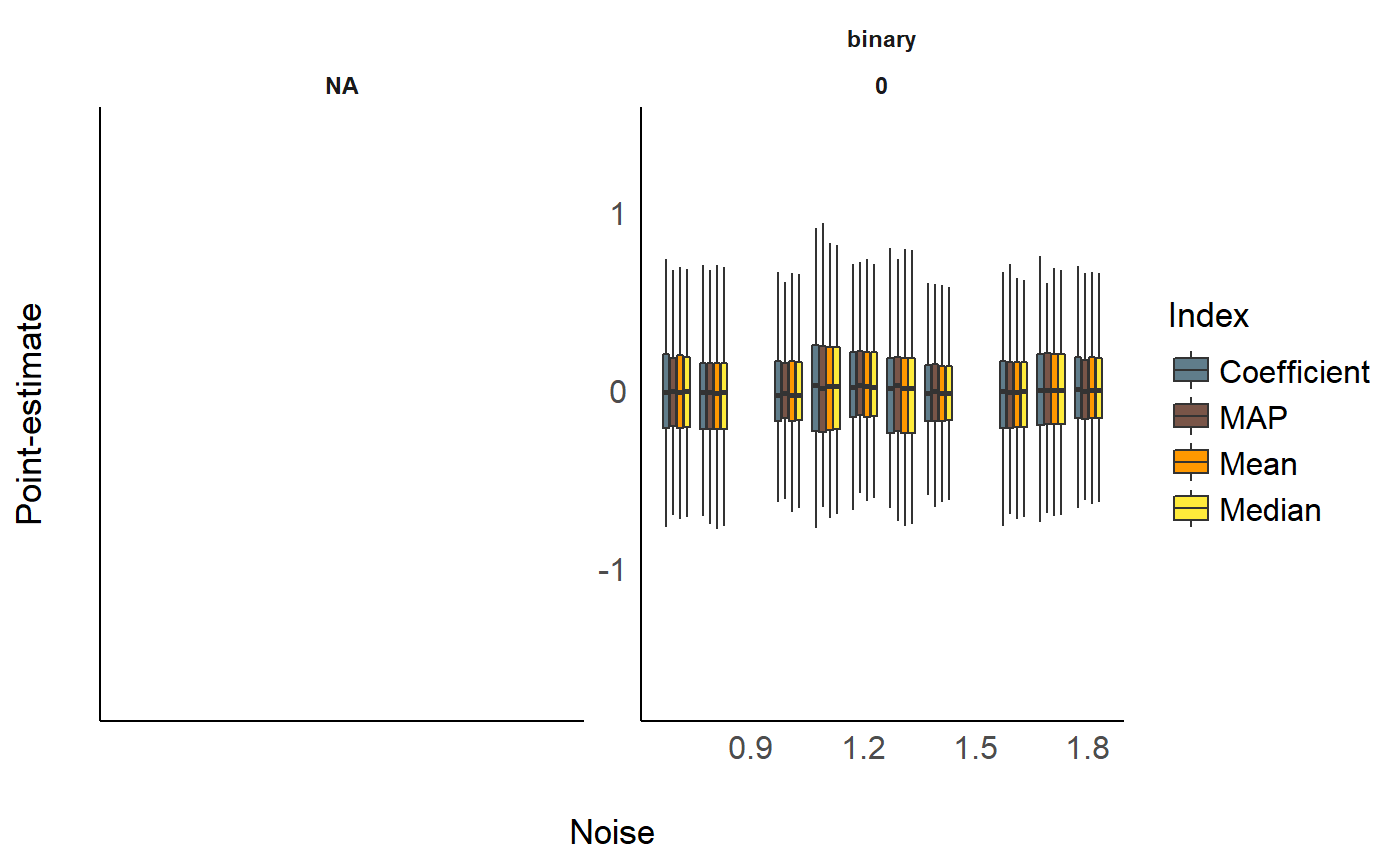 binary
NA
0
Point-estimate
1
0
-1
0.9
1.2
1.5
1.8
Noise
Index
Coefficient
MAP
Mean
Median